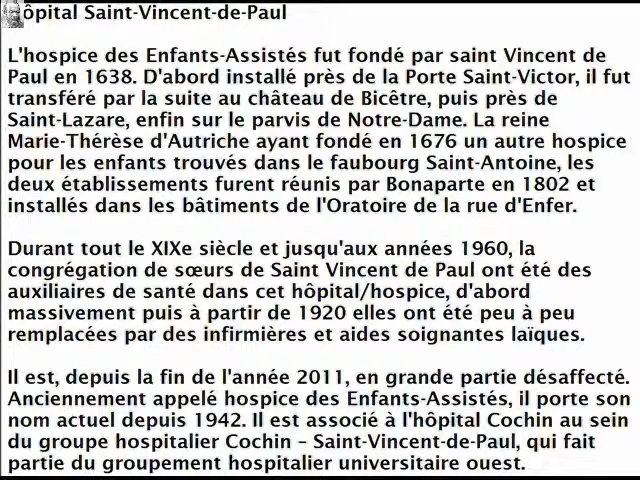 ôpital Saint-Vincent-de-Paul
L'hospice des Enfants-Assistés fut fondé par saint Vincent de
Paul en 1638. D'abord installé près de la Porte Saint-Victor, il fut
transféré par la suite au château de Bicêtre, puis près de
Saint-Lazare, enfin sur le parvis de Notre-Dame. La reine
Marie-Thérèse d'Autriche ayant fondé en 1676 un autre hospice
pour les enfants trouvés dans le faubourg Saint-Antoine, les
deux établissements furent réunis par Bonaparte en 1802 et
installés dans les bâtiments de l'Oratoire de la rue d'Enfer.
Durant tout le XIXe siècle et jusqu'aux années 1960, la
congrégation de sœurs de Saint Vincent de Paul ont été des
auxiliaires de santé dans cet hôpital/hospice, d'abord
massivement puis à partir de 1920 elles ont été peu à peu
remplacées par des infirmières et aides soignantes laïques.
Il est, depuis la fin de l'année 2011, en grande partie désaffecté.
Anciennement appelé hospice des Enfants-Assistés, il porte son
nom actuel depuis 1942. Il est associé à l'hôpital Cochin au sein
du groupe hospitalier Cochin – Saint-Vincent-de-Paul, qui fait
partie du groupement hospitalier universitaire ouest.